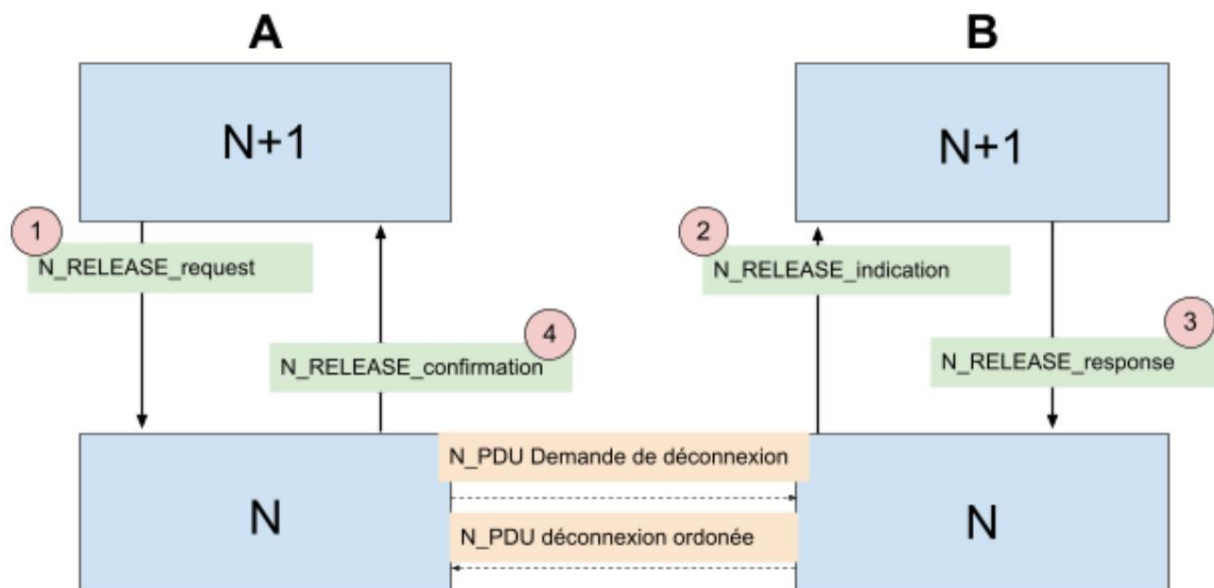 A
B
N+1
N+1
1
N_RELEASE_request
2
N_RELEASE_indication
4
N_RELEASE_confirmation
3
N_RELEASE_response
N_PDU Demande de déconnexion
N
N
N_PDU déconnexion ordonée